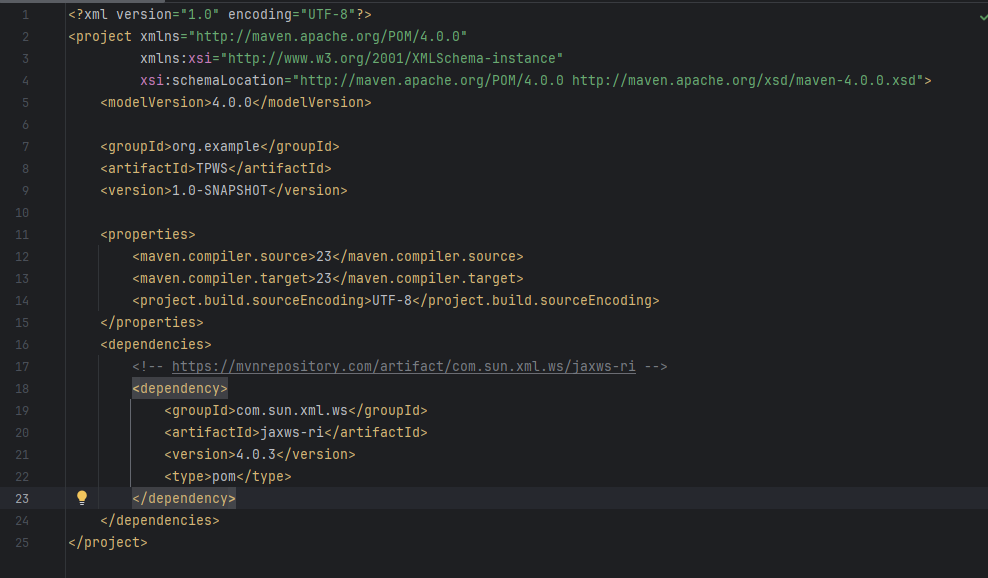 1 <?xml version="1.0" encoding="UTF-8"?>
2 <project xmlns="http://maven.apache.org/POM/4.0.0"
3          xmlns:xsi="http://www.w3.org/2001/XMLSchema-instance"
4          xsi:schemaLocation="http://maven.apache.org/POM/4.0.0 http://maven.apache.org/xsd/maven-4.0.0.xsd">
5     <modelVersion>4.0.0</modelVersion>
6
7     <groupId>org.example</groupId>
8     <artifactId>TPWS</artifactId>
9     <version>1.0-SNAPSHOT</version>
10
11     <properties>
12         <maven.compiler.source>23</maven.compiler.source>
13         <maven.compiler.target>23</maven.compiler.target>
14         <project.build.sourceEncoding>UTF-8</project.build.sourceEncoding>
15     </properties>
16     <dependencies>
17         <!-- https://mvnrepository.com/artifact/com.sun.xml.ws/jaxws-ri -->
18         <dependency>
19             <groupId>com.sun.xml.ws</groupId>
20             <artifactId>jaxws-ri</artifactId>
21             <version>4.0.3</version>
22             <type>pom</type>
23         </dependency>
24     </dependencies>
25 </project>